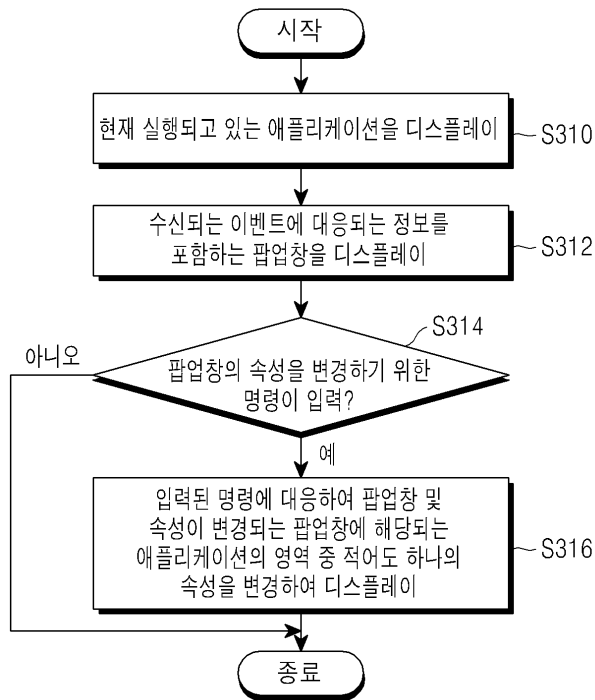 시작
현재 실행되고 있는 애플리케이션을 디스플레이
S310
수신되는 이벤트에 대응되는 정보를
포함하는 팝업창을 디스플레이
S312
S314
아니오
팝업창의 속성을 변경하기 위한
명령이 입력?
예
입력된 명령에 대응하여 팝업창 및
속성이 변경되는 팝업창에 해당되는
애플리케이션의 영역 중 적어도 하나의
속성을 변경하여 디스플레이
S316
종료